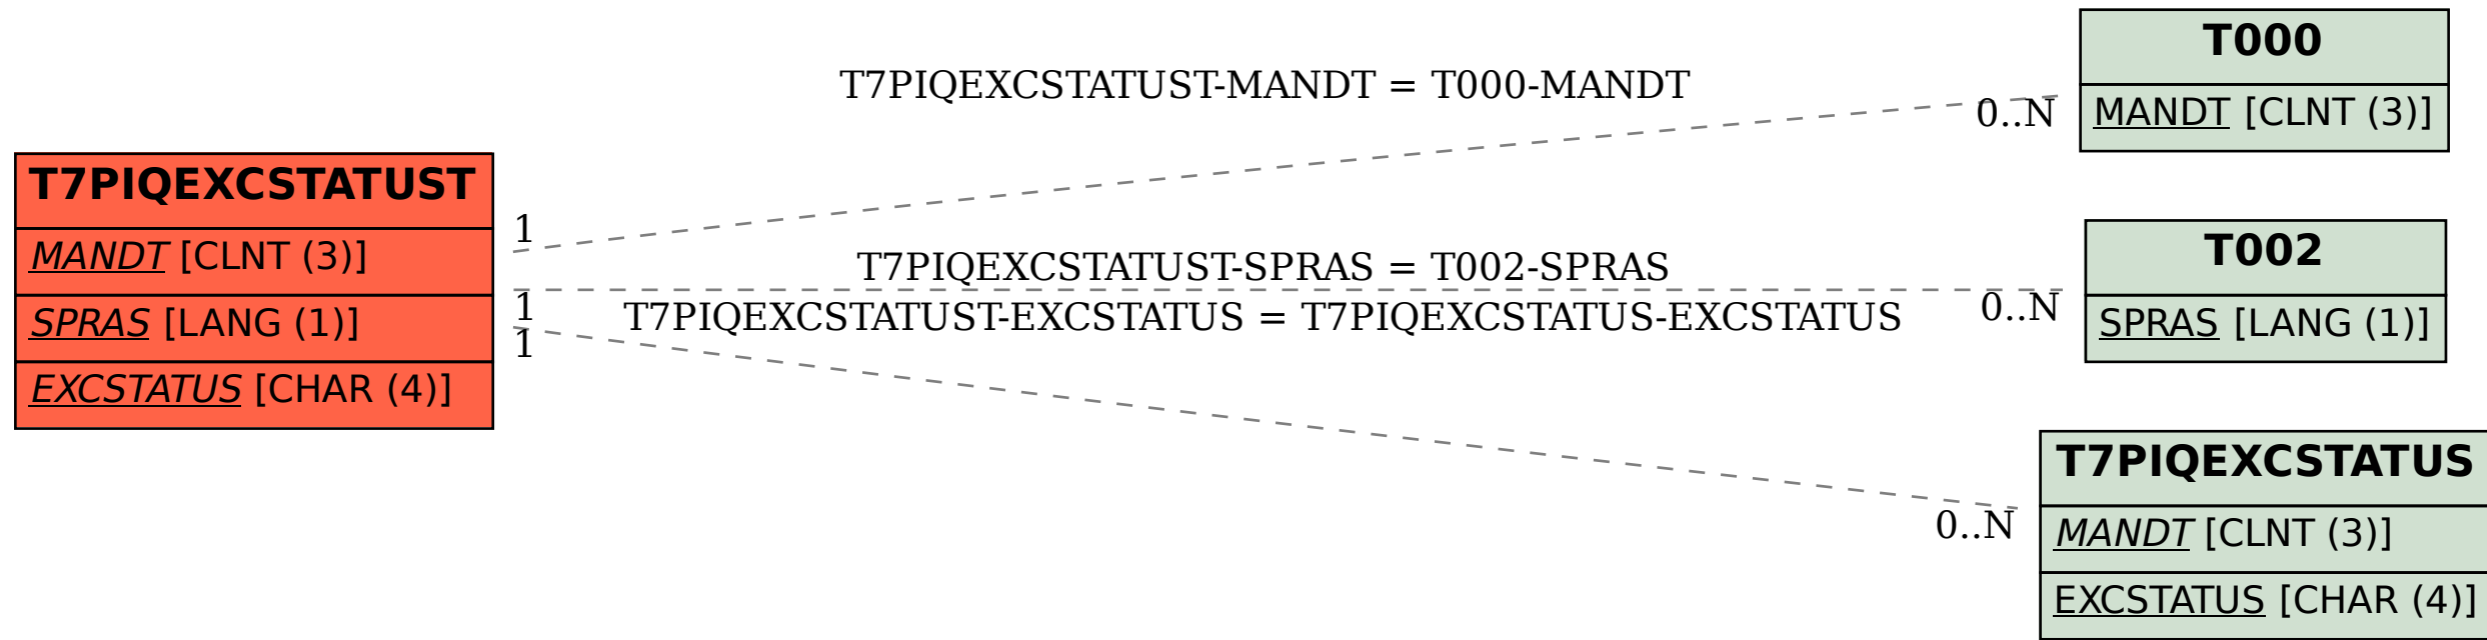 T7PIQEXCSTATUST
MANDT [CLNT (3)]
SPRAS [LANG (1)]
EXCSTATUS [CHAR (4)]
T7PIQEXCSTATUST-MANDT = T000-MANDT
1
0..N
T7PIQEXCSTATUST-SPRAS = T002-SPRAS
1
0..N
T7PIQEXCSTATUST-EXCSTATUS = T7PIQEXCSTATUS-EXCSTATUS
1
0..N
T000
MANDT [CLNT (3)]
T002
SPRAS [LANG (1)]
T7PIQEXCSTATUS
MANDT [CLNT (3)]
EXCSTATUS [CHAR (4)]